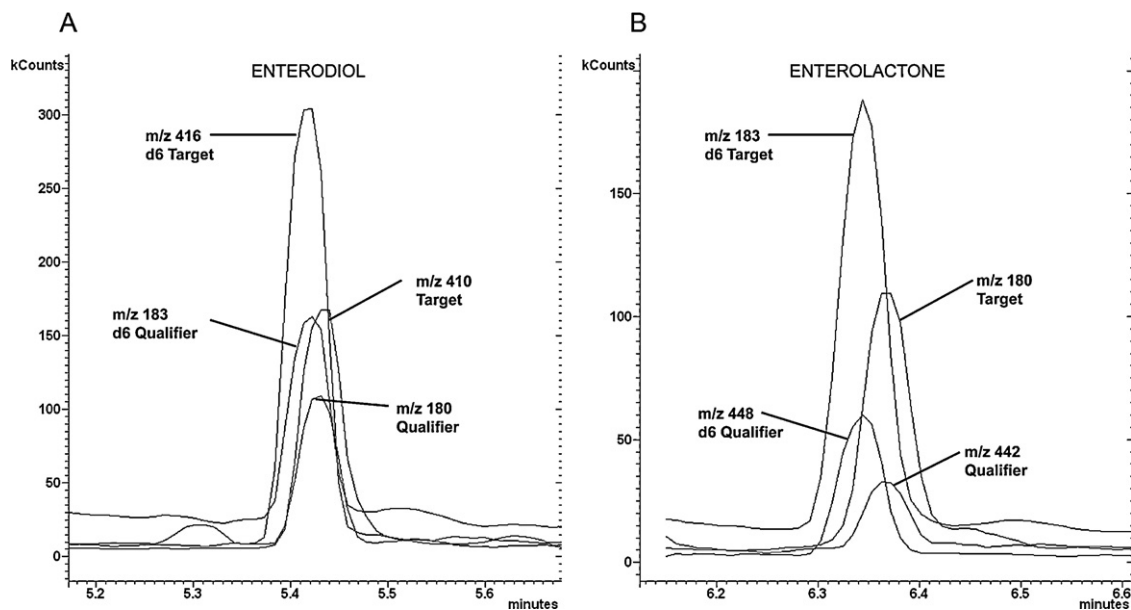 A
kCounts
ENTERODIOL
300
250
200
150
100
50
0
m/z 416
d6 Target
m/z 410
Target
m/z 183
d6 Qualifier
m/z 180
Qualifier
5.2
5.3
5.4
5.5
5.6
minutes
B
kCounts
ENTEROLACTONE
150
100
50
0
m/z 183
d6 Target
m/z 180
Target
m/z 448
d6 Qualifier
m/z 442
Qualifier
6.2
6.3
6.4
6.5
6.6
minutes